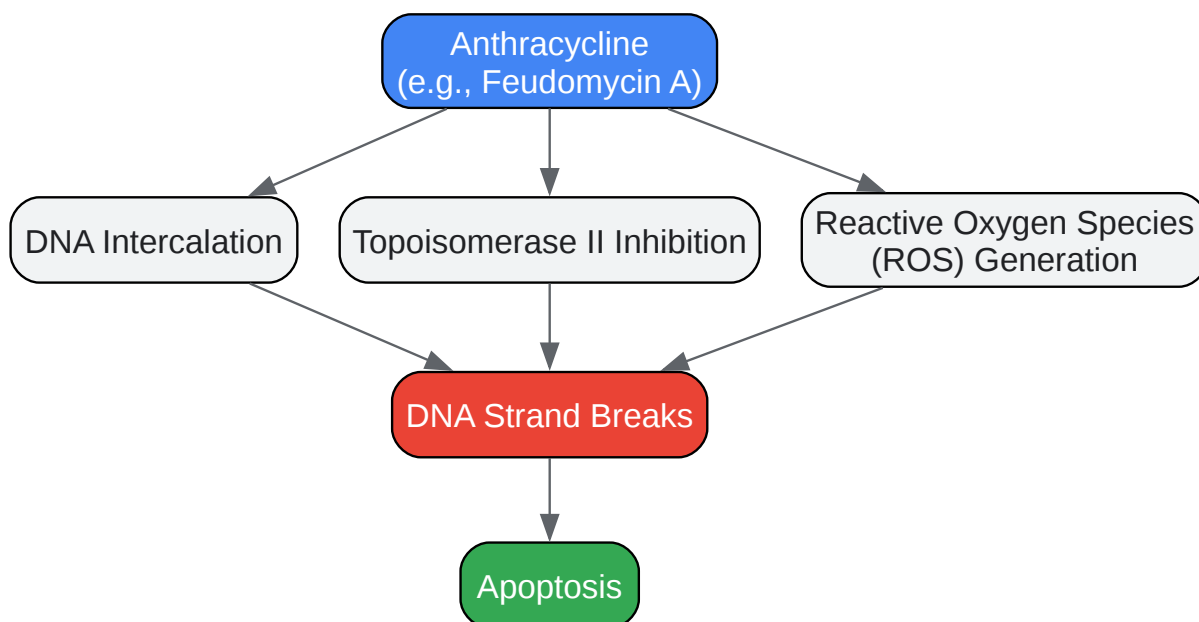 Anthracycline
(e.g., Feudomycin A)
DNA Intercalation
Topoisomerase II Inhibition
Reactive Oxygen Species
(ROS) Generation
DNA Strand Breaks
Apoptosis